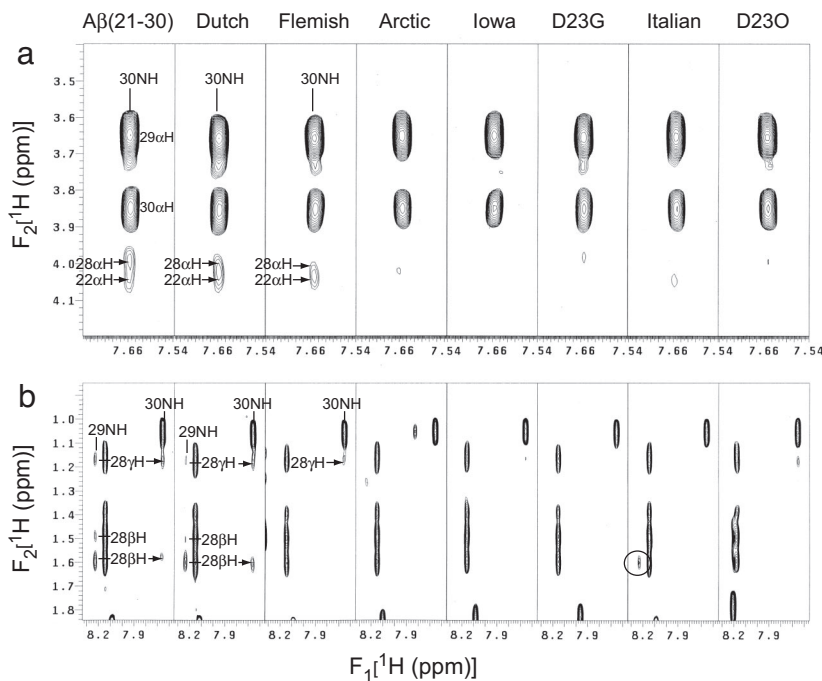 Aβ(21-30) Dutch Flemish Arctic Iowa D23G Italian D23O
a
30NH 30NH 30NH
3.5
3.6
29αH
3.7
3.8
30αH
3.9
28αH 28αH 28αH
4.0
22αH 22αH 22αH
4.1
F₂[¹H (ppm)]
7.66 7.54 7.66 7.54 7.66 7.54 7.66 7.54 7.66 7.54 7.66 7.54 7.66 7.54 7.66 7.54
b
30NH 30NH 30NH
29NH 29NH
1.0
1.1
28γH 28γH 28γH
1.2
1.3
1.4
28βH 28βH
1.5
28βH 28βH
1.6
1.7
1.8
F₂[¹H (ppm)]
8.2 7.9 8.2 7.9 8.2 7.9 8.2 7.9 8.2 7.9 8.2 7.9 8.2 7.9 8.2 7.9
F₁[¹H (ppm)]